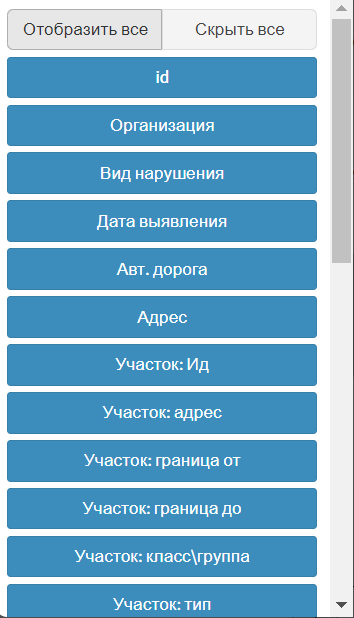 Отобразить все Скрыть все
id
Организация
Вид нарушения
Дата выявления
Авт. дорога
Адрес
Участок: Ид
Участок: адрес
Участок: граница от
Участок: граница до
Участок: класс\группа
Участок: тип